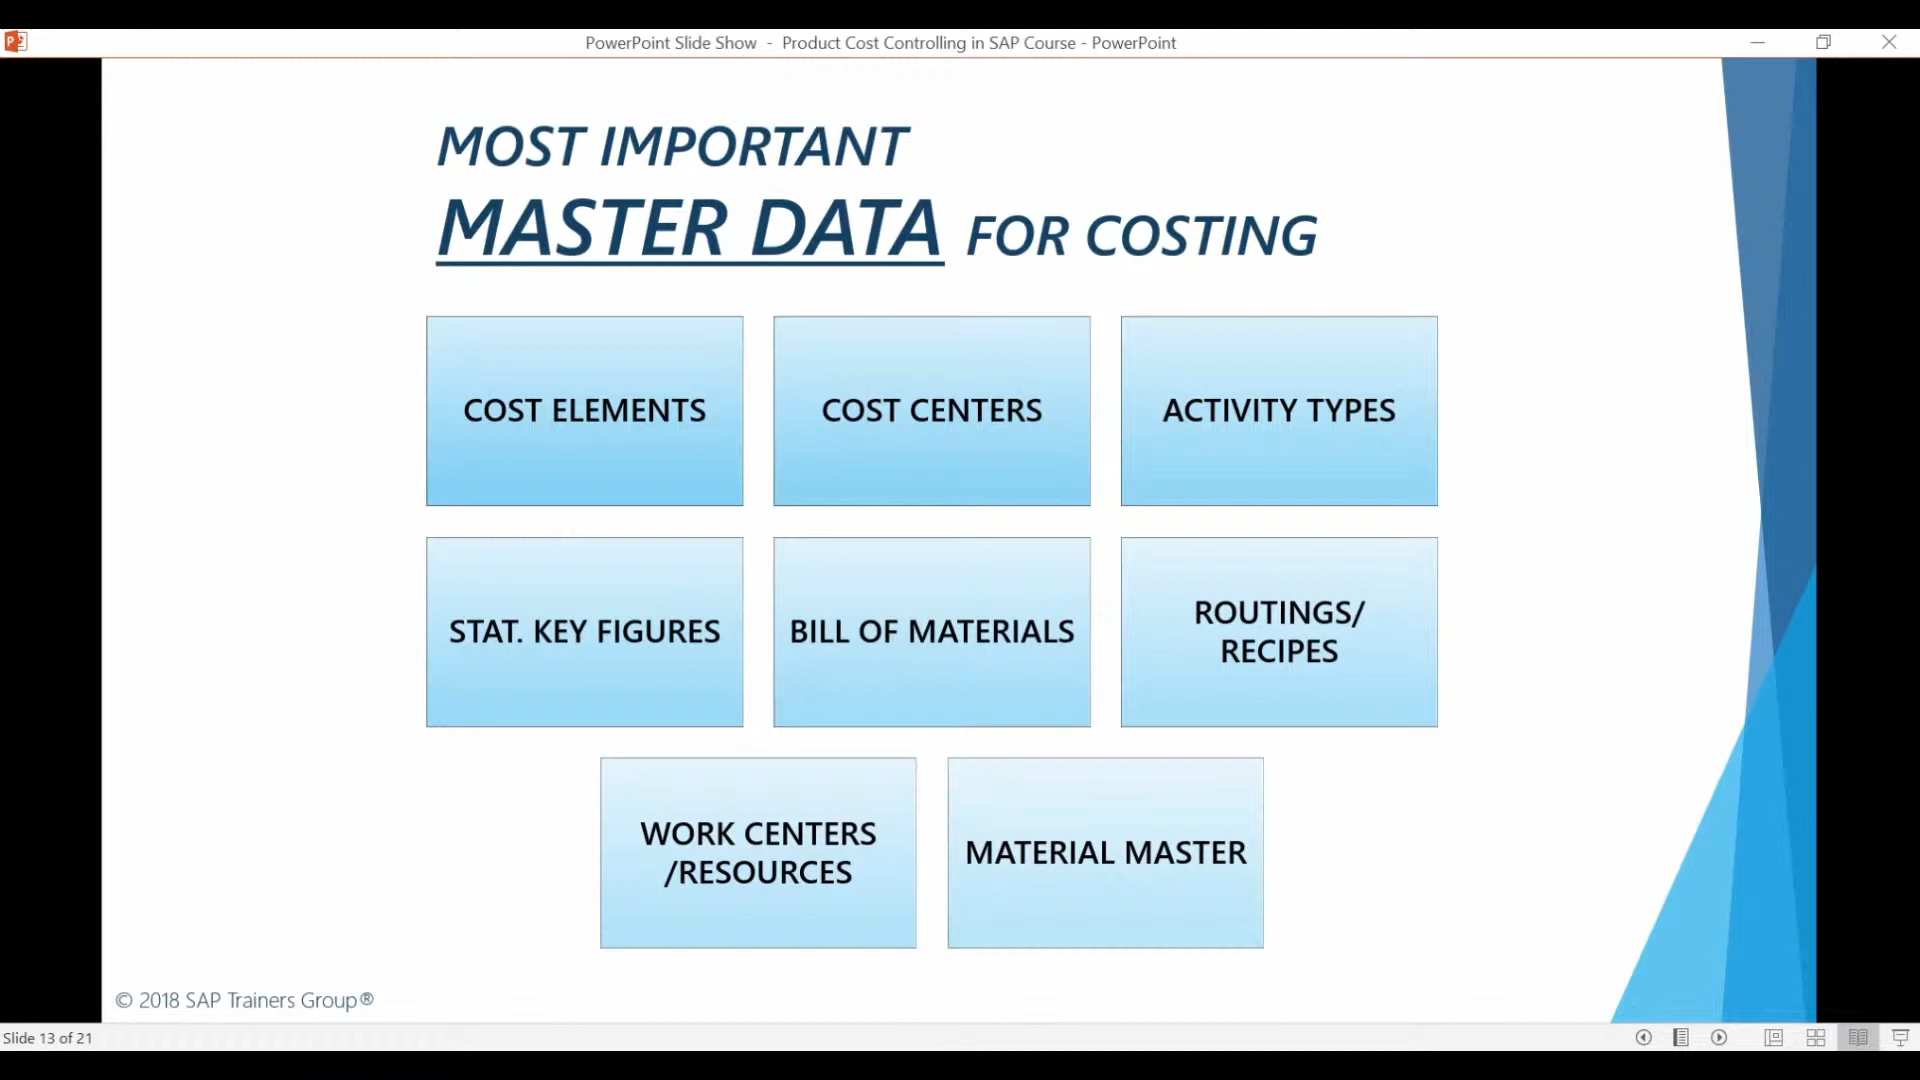 PowerPoint Slide Show - Product Cost Controlling in SAP Course - PowerPoint
MOST IMPORTANT
MASTER DATA FOR COSTING
COST ELEMENTS
COST CENTERS
ACTIVITY TYPES
STAT. KEY FIGURES
BILL OF MATERIALS
ROUTINGS/
RECIPES
WORK CENTERS
/RESOURCES
MATERIAL MASTER
© 2018 SAP Trainers Group®
Slide 13 of 21